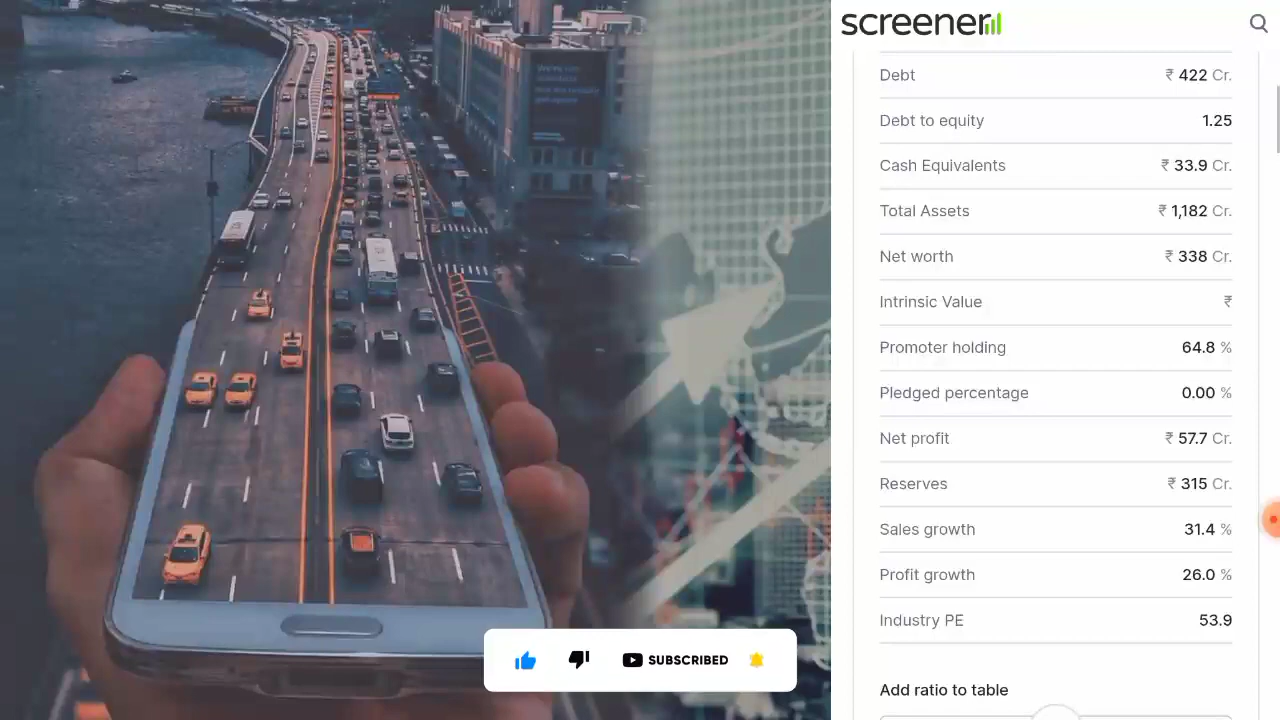 screener
Debt ₹ 422 Cr.
Debt to equity 1.25
Cash Equivalents ₹ 33.9 Cr.
Total Assets ₹ 1,182 Cr.
Net worth ₹ 338 Cr.
Intrinsic Value ₹
Promoter holding 64.8 %
Pledged percentage 0.00 %
Net profit ₹ 57.7 Cr.
Reserves ₹ 315 Cr.
Sales growth 31.4 %
Profit growth 26.0 %
Industry PE 53.9
SUBSCRIBED
Add ratio to table